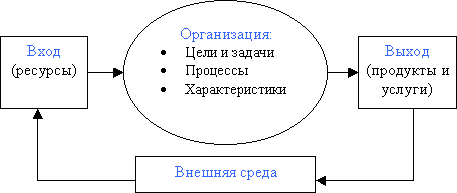 Вход
(ресурсы)
Организация:
• Цели и задачи
• Процессы
• Характеристики
Выход
(продукты и
услуги)
Внешняя среда